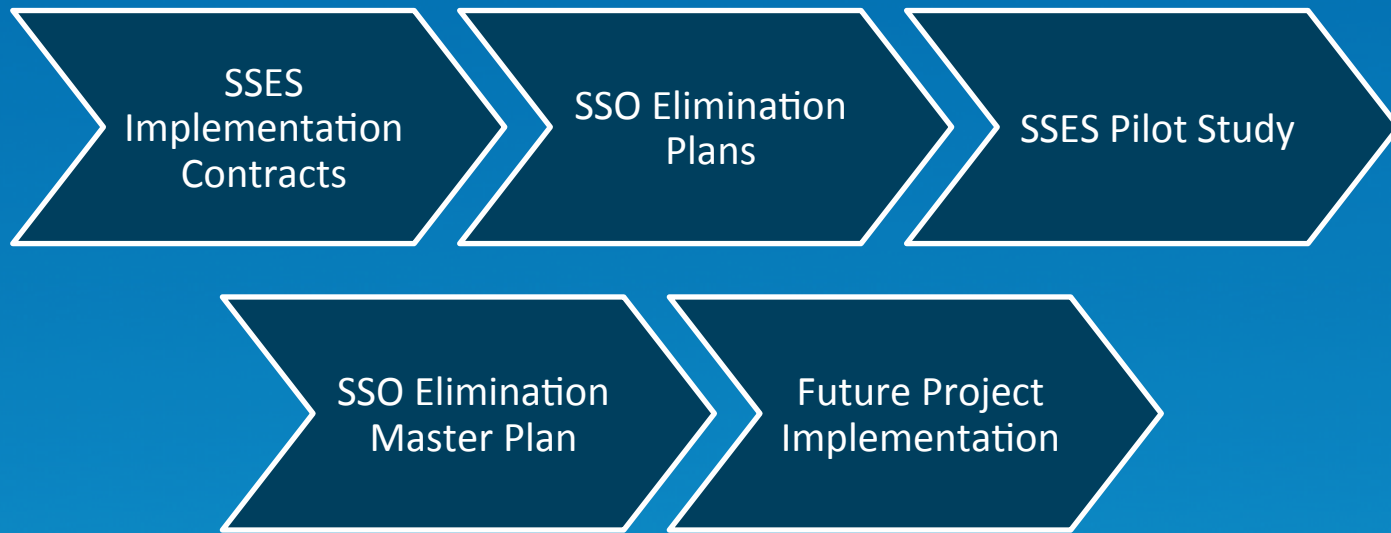 SSES
Implementation
Contracts
SSO Elimination
Plans
SSES Pilot Study
SSO Elimination
Master Plan
Future Project
Implementation